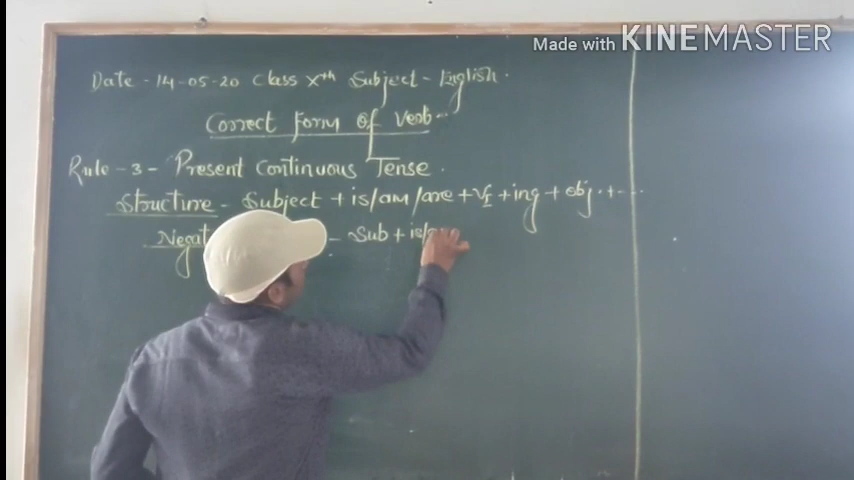 Made with KINEMASTER
Date - 14-05-20 Class Xth Subject - English.
Correct Form Of Verb -
Rule - 3 - Present Continuous Tense.
Structure - Subject + is/am/are + V1 + ing + obj. + ...
- Sub + is/